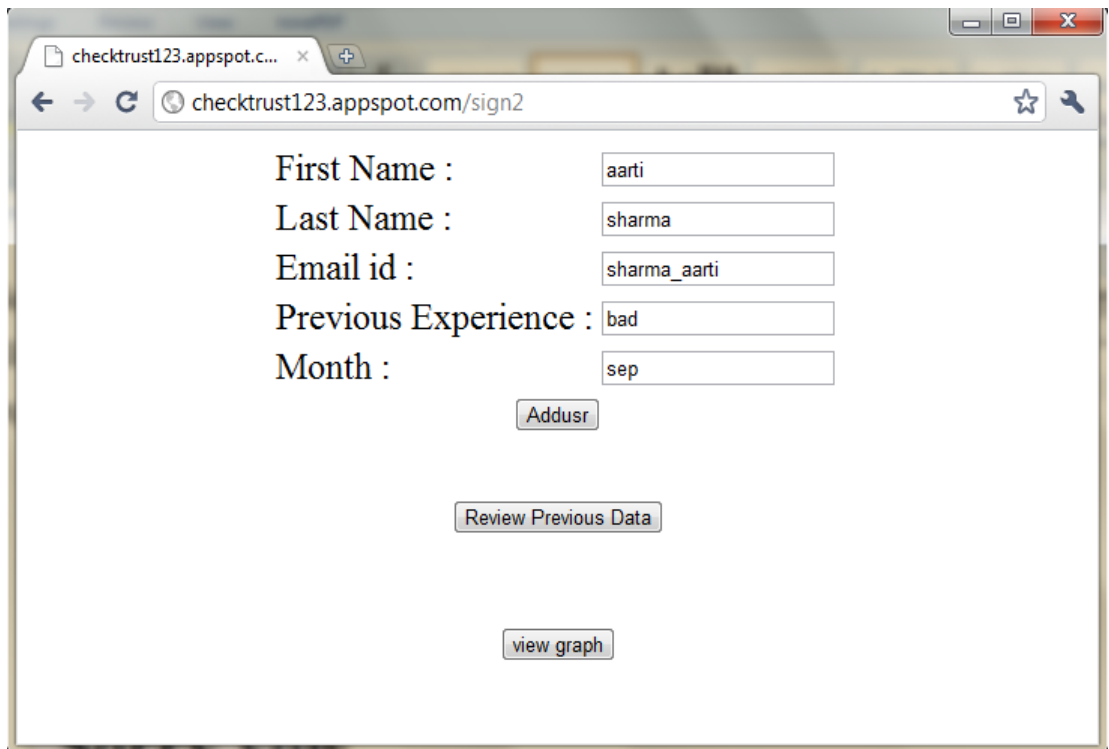 checktrust123.appspot.c...
checktrust123.appspot.com/sign2
First Name : aarti
Last Name : sharma
Email id : sharma_aarti
Previous Experience : bad
Month : sep
Addusr
Review Previous Data
view graph